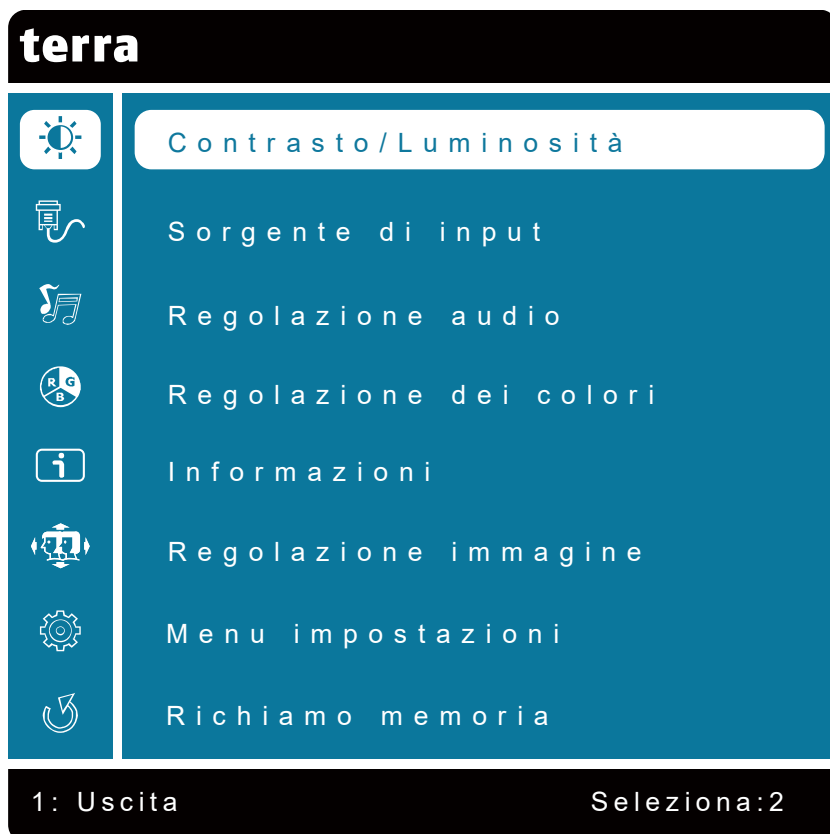 terra
Contrasto/Luminosità
Sorgente di input
Regolazione audio
R G B
Regolazione dei colori
i
Informazioni
Regolazione immagine
Menu impostazioni
Richiamo memoria
1: Uscita Seleziona:2